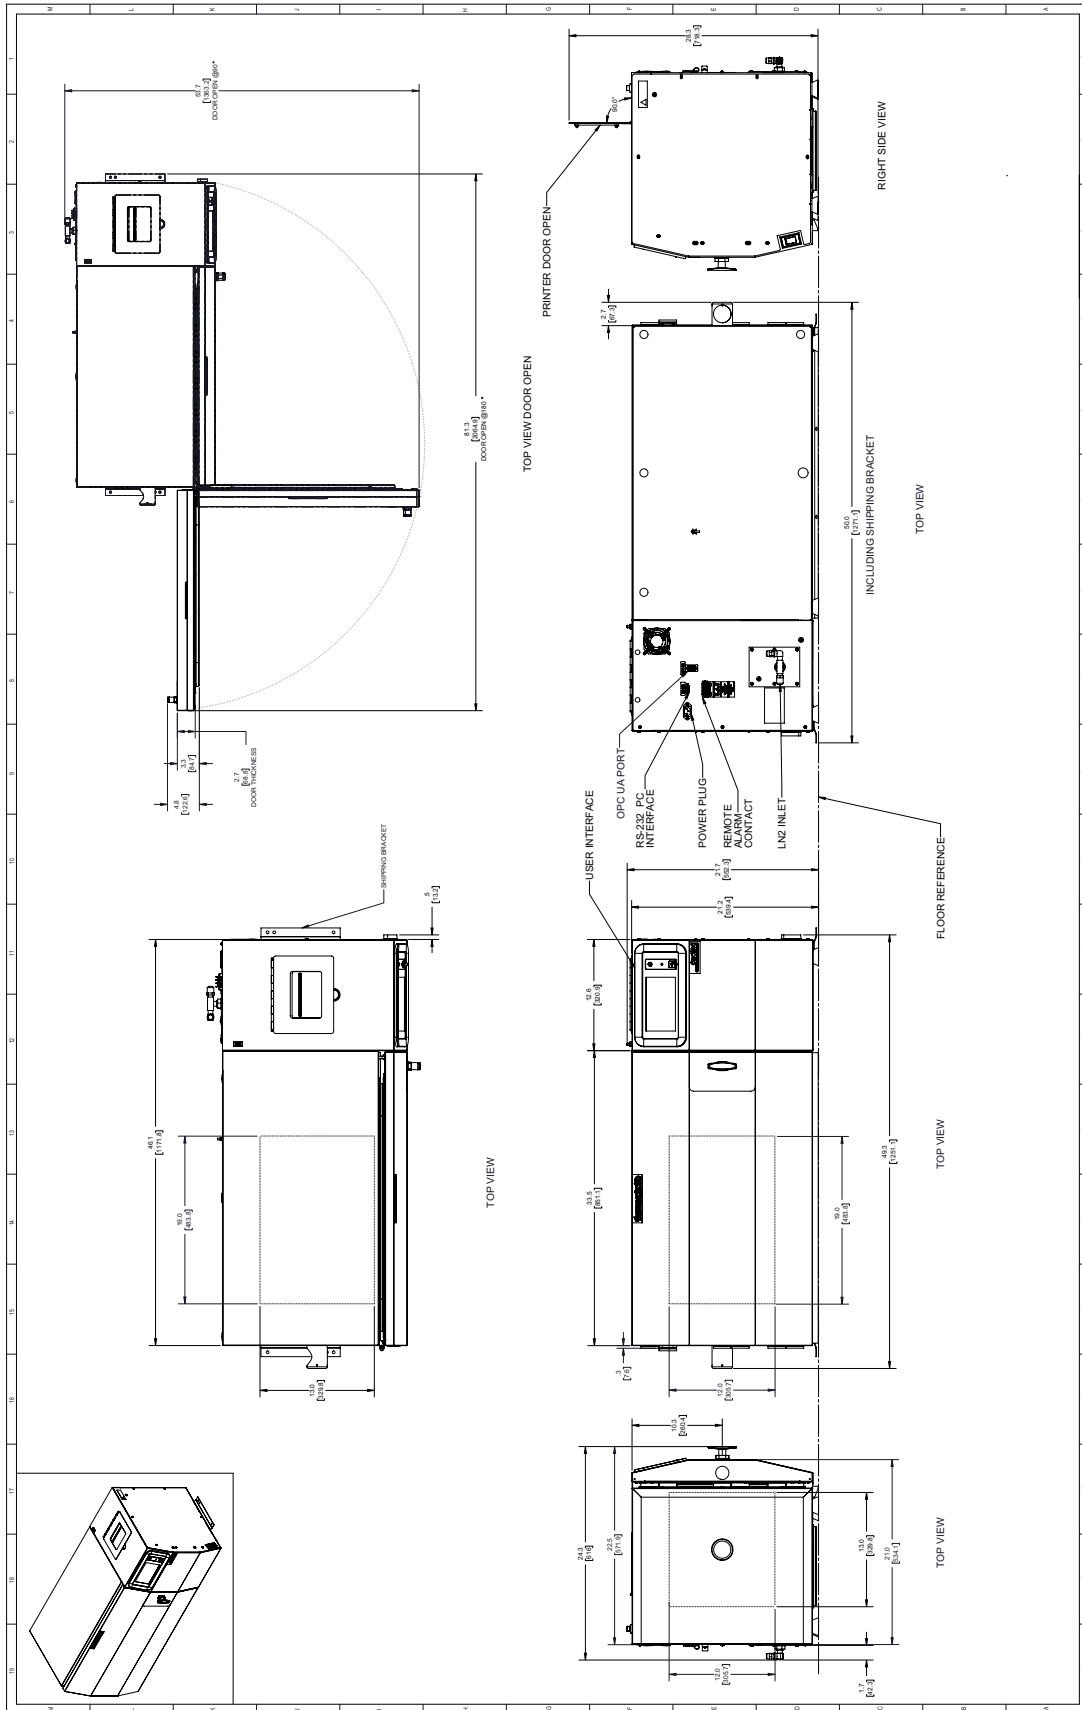 53.7
[1363.2]
DOOR OPEN @90°
81.3
[2064.9]
DOOR OPEN @180°
TOP VIEW DOOR OPEN
4.8
[122.6]
3.3
[84.7]
2.7
[68.8]
DOOR THICKNESS
28.3
[718.3]
90.0°
PRINTER DOOR OPEN
RIGHT SIDE VIEW
2.7
[67.3]
50.0
[1271.1]
INCLUDING SHIPPING BRACKET
TOP VIEW
OPC UA PORT
RS-232 PC
INTERFACE
POWER PLUG
REMOTE
ALARM
CONTACT
LN2 INLET
FLOOR REFERENCE
USER INTERFACE
SHIPPING BRACKET
.5
[13.2]
46.1
[1171.8]
19.0
[483.8]
13.0
[329.8]
TOP VIEW
21.7
[552.3]
21.2
[539.4]
12.6
[320.9]
33.5
[851.1]
.3
[7.6]
19.0
[483.8]
49.3
[1251.1]
12.0
[305.7]
TOP VIEW
10.3
[260.4]
24.3
[616]
22.5
[571.9]
13.0
[329.8]
21.0
[534.1]
12.0
[305.7]
1.7
[42.3]
TOP VIEW